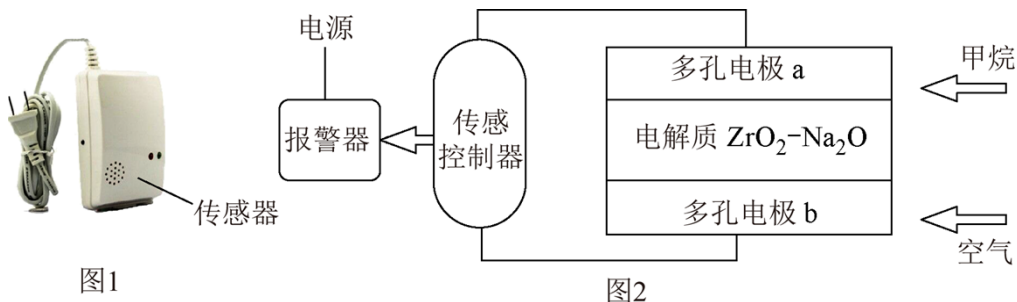 传感器
图1
电源
报警器
传感
控制器
多孔电极 a
电解质 ZrO₂-Na₂O
多孔电极 b
甲烷
空气
图2